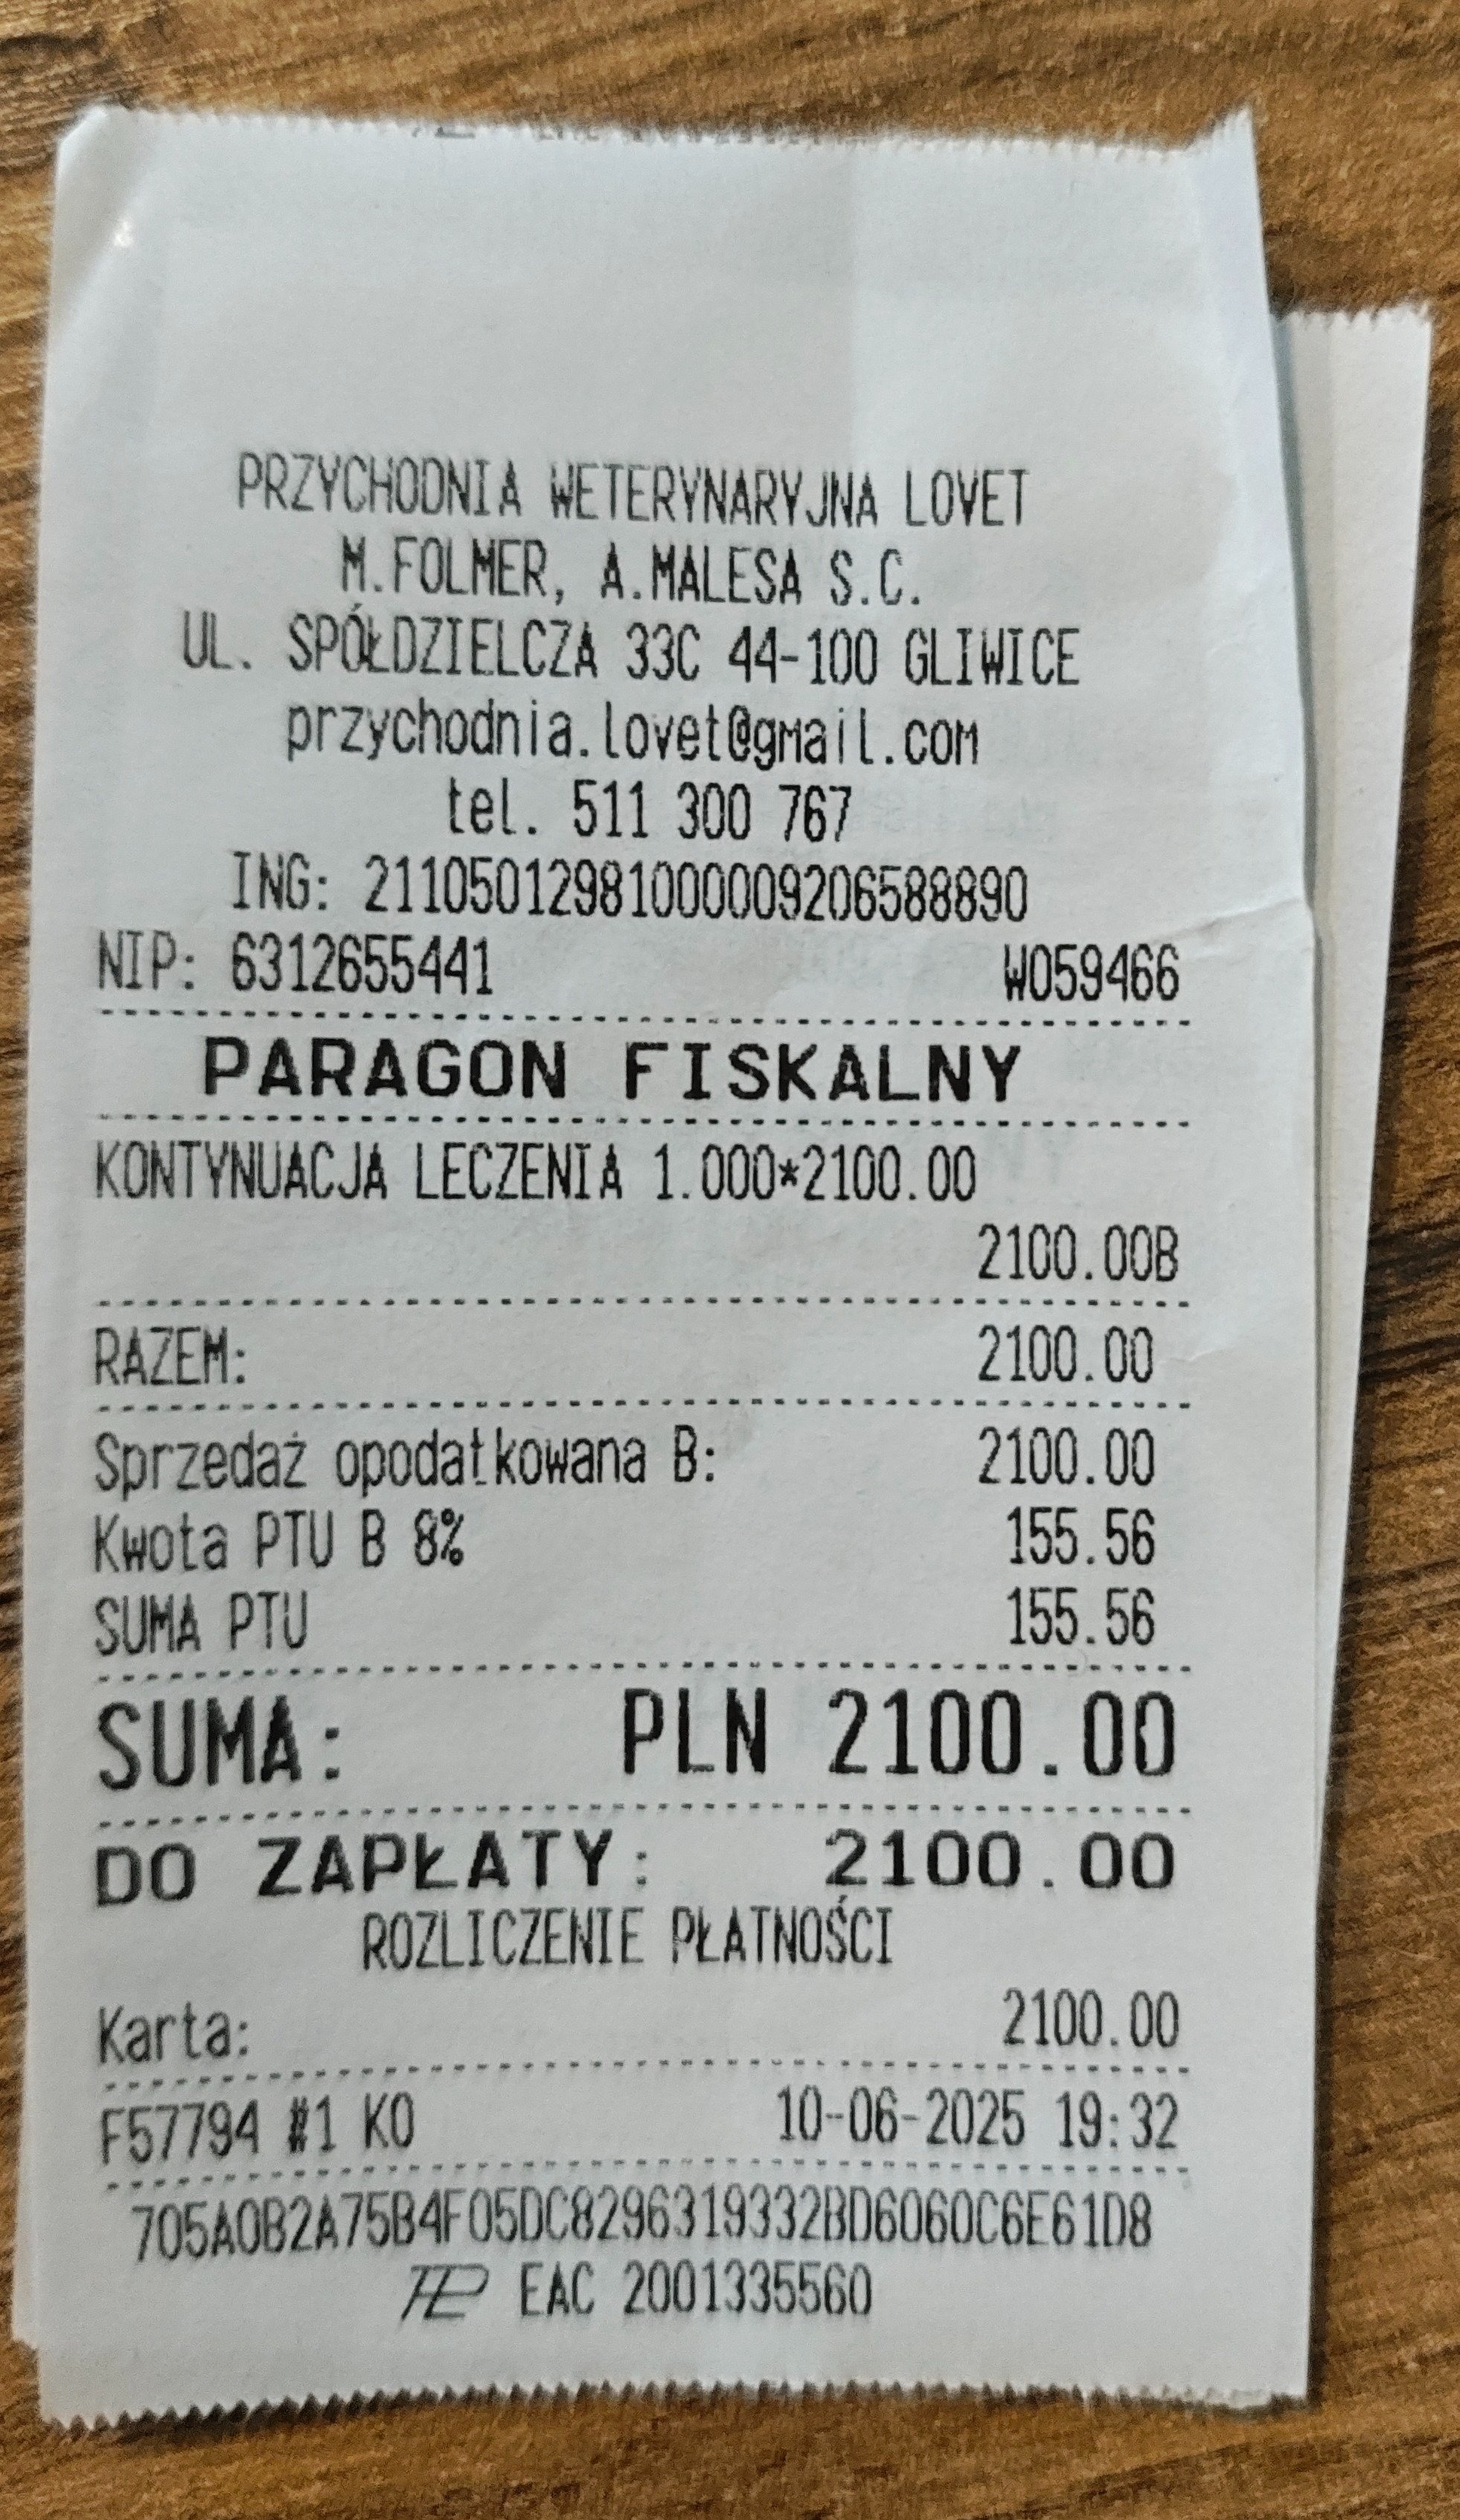 PRZYCHODNIA WETERYNARYJNA LOVET
M.FOLMER, A.MALESA S.C.
UL. SPÓŁDZIELCZA 33C 44-100 GLIWICE
przychodnia.lovet@gmail.com
tel. 511 300 767
ING: 21105012981000009206588890
NIP: 6312655441 W059466
PARAGON FISKALNY
KONTYNUACJA LECZENIA 1.000*2100.00
2100.00B
RAZEM: 2100.00
Sprzedaż opodatkowana B: 2100.00
Kwota PTU B 8% 155.56
SUMA PTU 155.56
SUMA: PLN 2100.00
DO ZAPŁATY: 2100.00
ROZLICZENIE PŁATNOŚCI
Karta: 2100.00
F57794 #1 KO 10-06-2025 19:32
705A0B2A75B4F05DC8296319332BD6060C6E61D8
EAC 2001335560